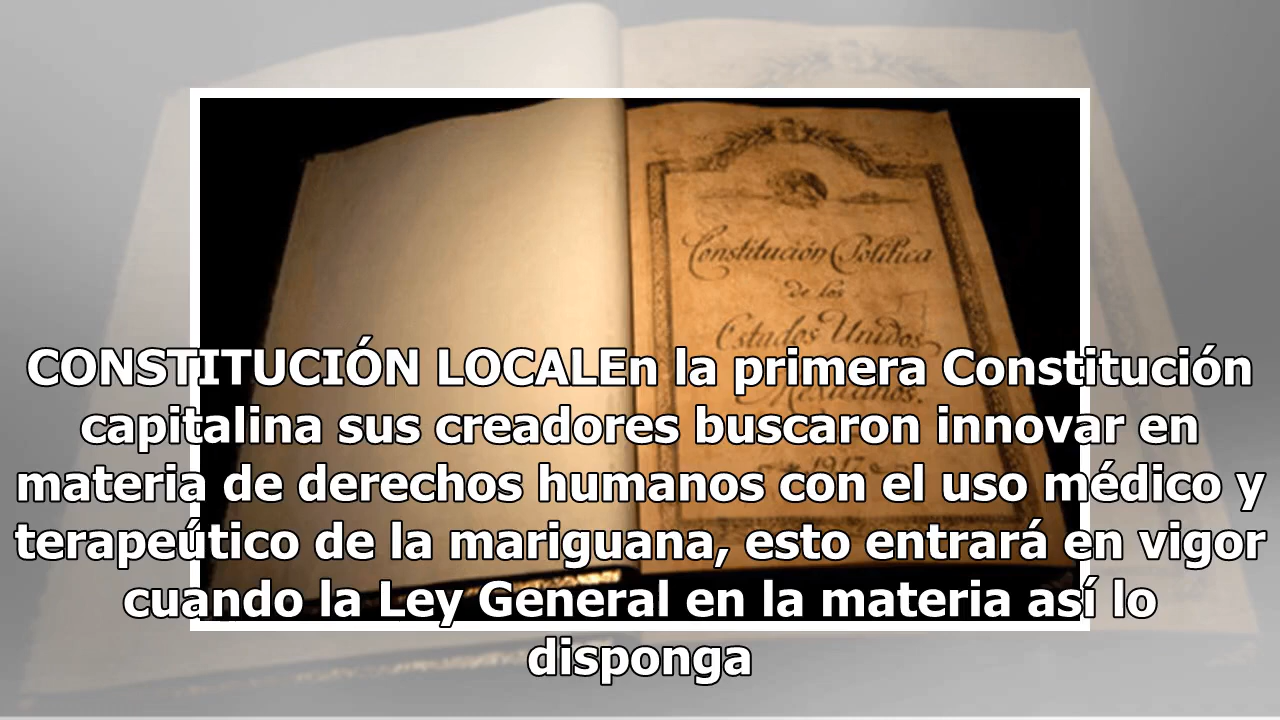 Constitución Política
de los
Estados Unidos
Mexicanos.
1917
CONSTITUCIÓN LOCALEn la primera Constitución
capitalina sus creadores buscaron innovar en
materia de derechos humanos con el uso médico y
terapeútico de la mariguana, esto entrará en vigor
cuando la Ley General en la materia así lo
disponga